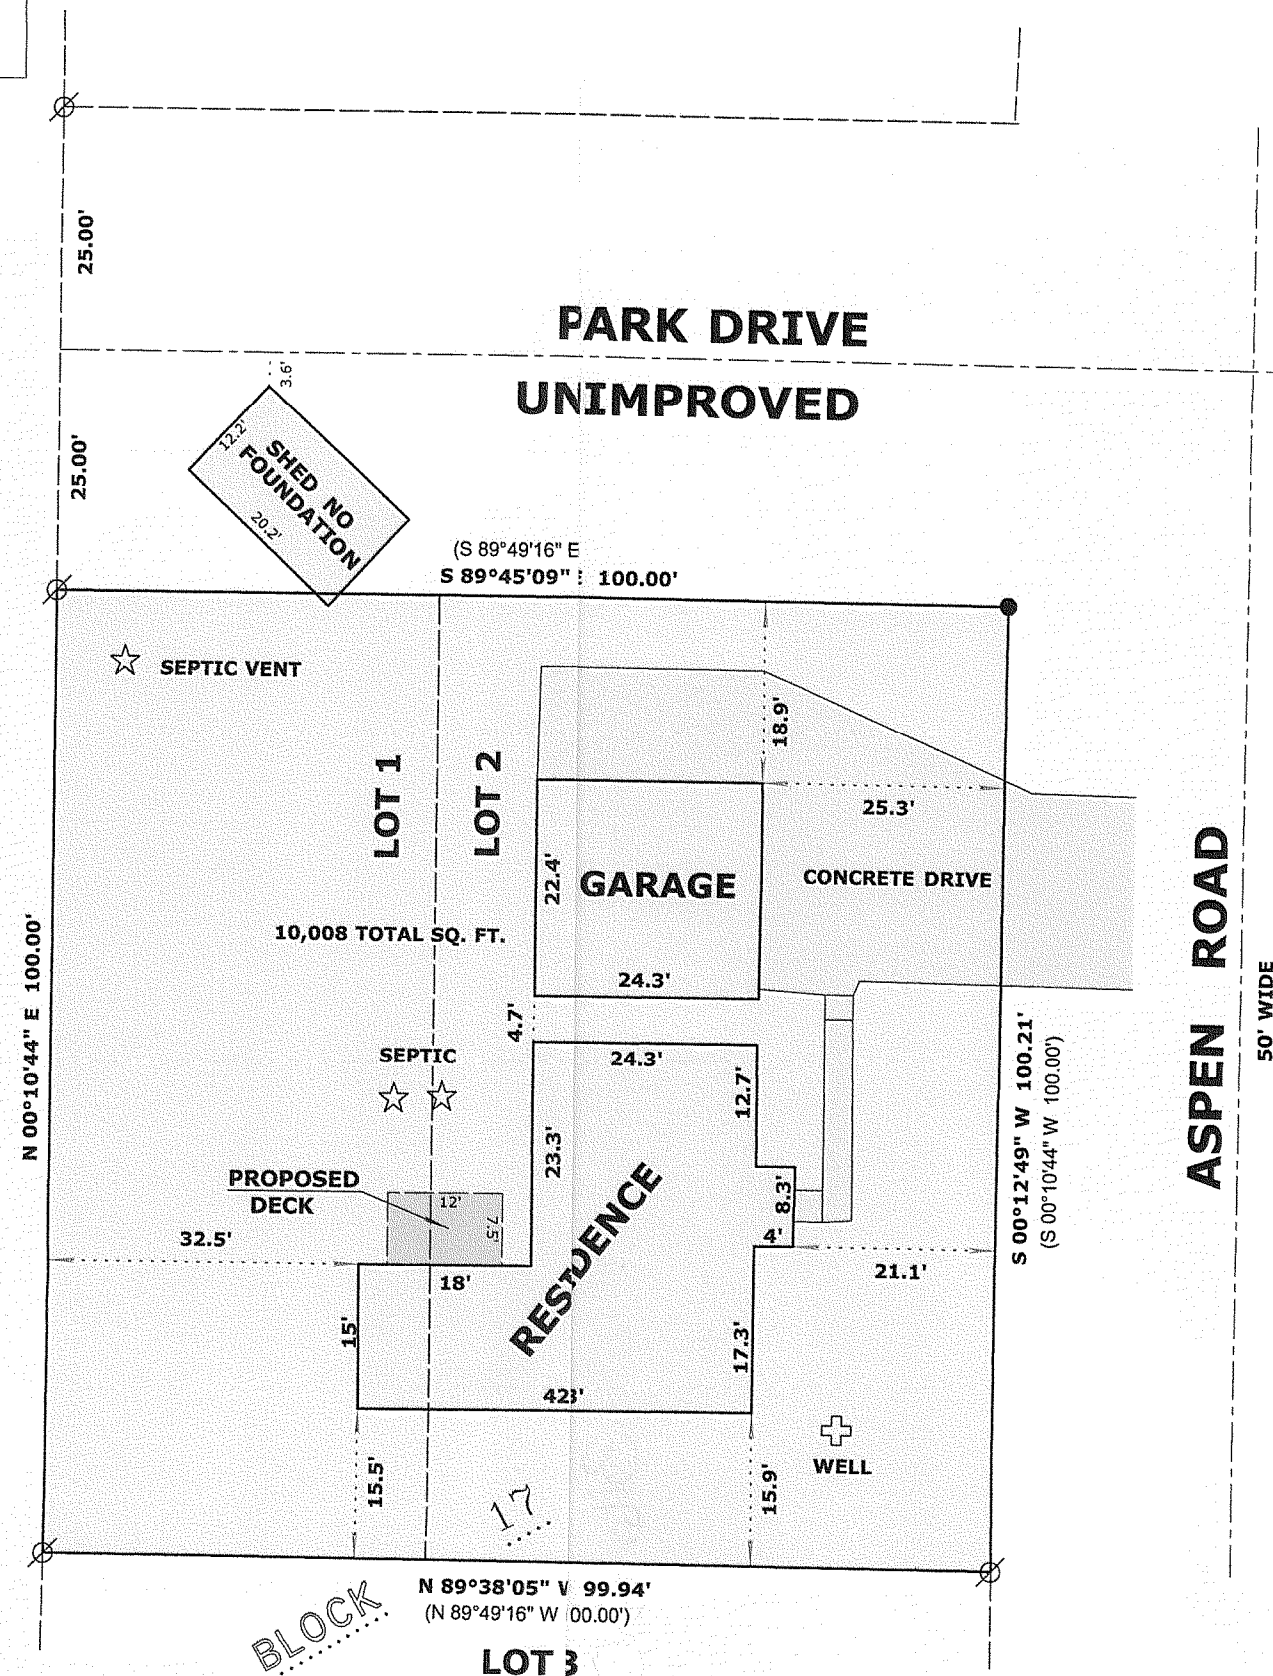 25.00'
PARK DRIVE
3.6'
UNIMPROVED
25.00'
12.2'
SHED NO
FOUNDATION
20.2'
(S 89°49'16" E
S 89°45'09" E 100.00'
SEPTIC VENT
18.9'
LOT 1
LOT 2
25.3'
22.4'
GARAGE
CONCRETE DRIVE
ASPEN ROAD
50' WIDE
10,008 TOTAL SQ. FT.
N 00°10'44" E 100.00'
24.3'
4.7'
SEPTIC
24.3'
12.7'
S 00°12'49" W 100.21'
(S 00°10'44" W 100.00')
23.3'
PROPOSED
DECK
12'
7.5'
8.3'
RESIDENCE
32.5'
4'
21.1'
18'
15'
17.3'
42'
WELL
15.5'
15.9'
17
N 89°38'05" W 99.94'
(N 89°49'16" W 00.00')
BLOCK
LOT 3